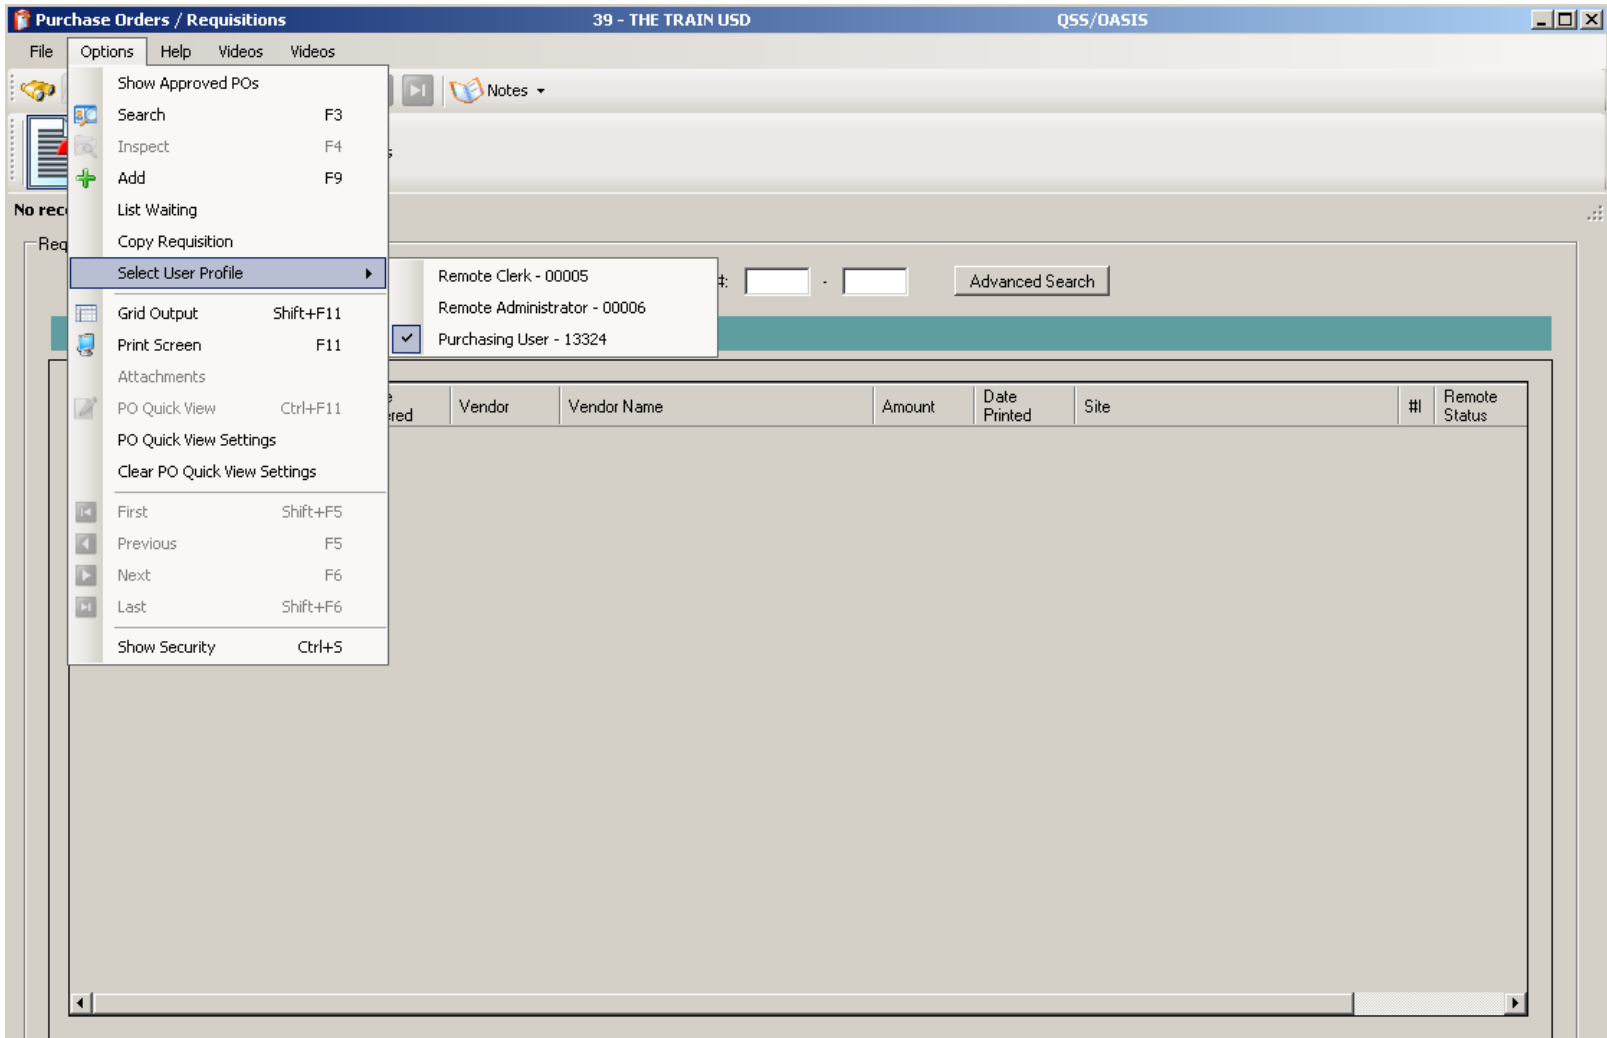 Purchase Orders / Requisitions 39 - THE TRAIN USD QSS/OASIS
File Options Help Videos Videos
Notes
Show Approved POs
Search F3
Inspect F4
Add F9
List Waiting
Copy Requisition
Select User Profile
Grid Output Shift+F11
Print Screen F11
Attachments
PO Quick View Ctrl+F11
PO Quick View Settings
Clear PO Quick View Settings
First Shift+F5
Previous F5
Next F6
Last Shift+F6
Show Security Ctrl+S
Remote Clerk - 00005
Remote Administrator - 00006
Purchasing User - 13324
No rec
Req
#: - Advanced Search
Vendor Vendor Name Amount Date Printed Site #I Remote Status